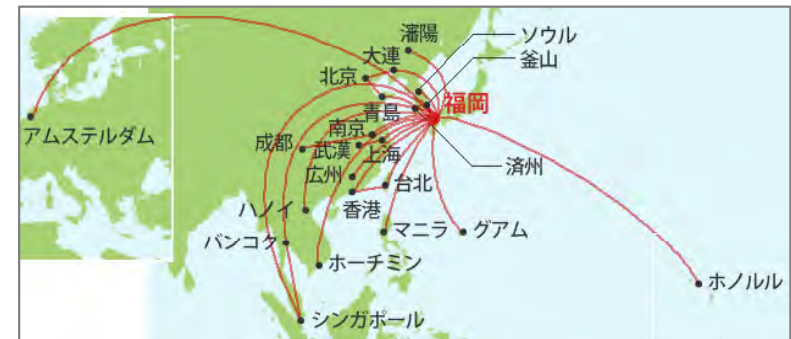 瀋陽
ソウル
大連
釜山
北京
福岡
青島
アムステルダム
南京
成都
武漢
上海
済州
広州
台北
ハノイ
香港
マニラ
グアム
バンコク
ホーチミン
ホノルル
シンガポール